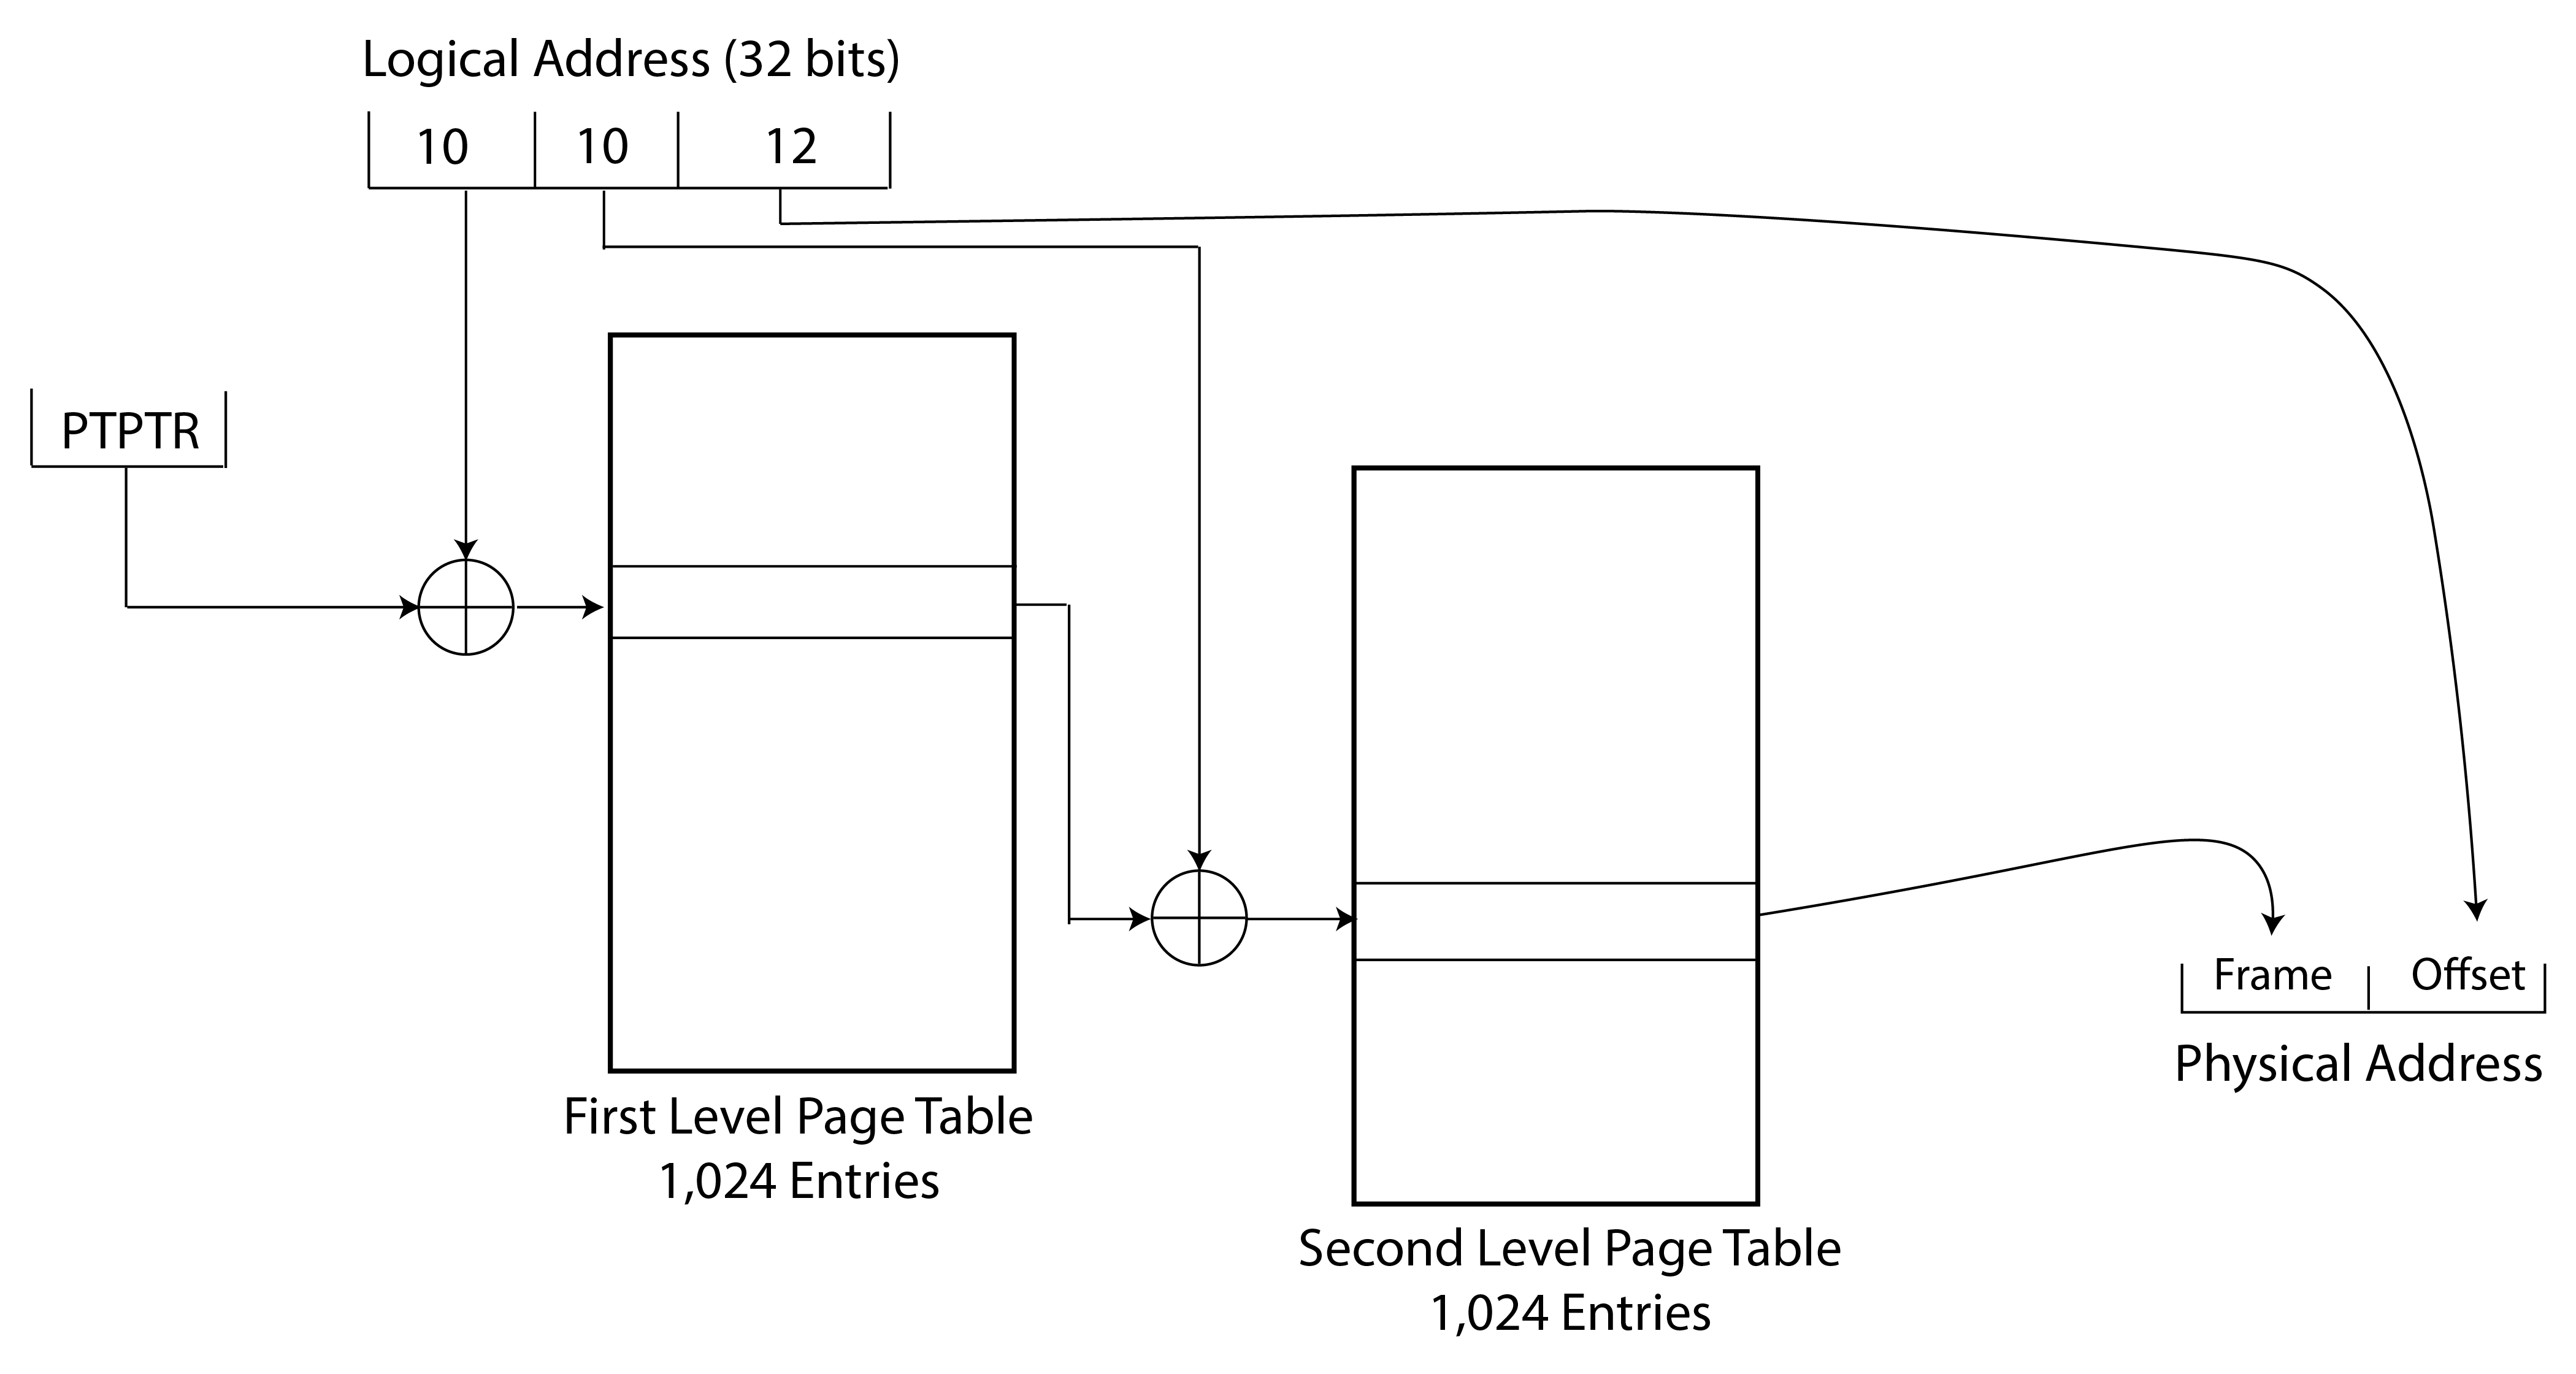 Logical Address (32 bits)
10 10 12
PTPTR
First Level Page Table
1,024 Entries
Second Level Page Table
1,024 Entries
Frame Offset
Physical Address